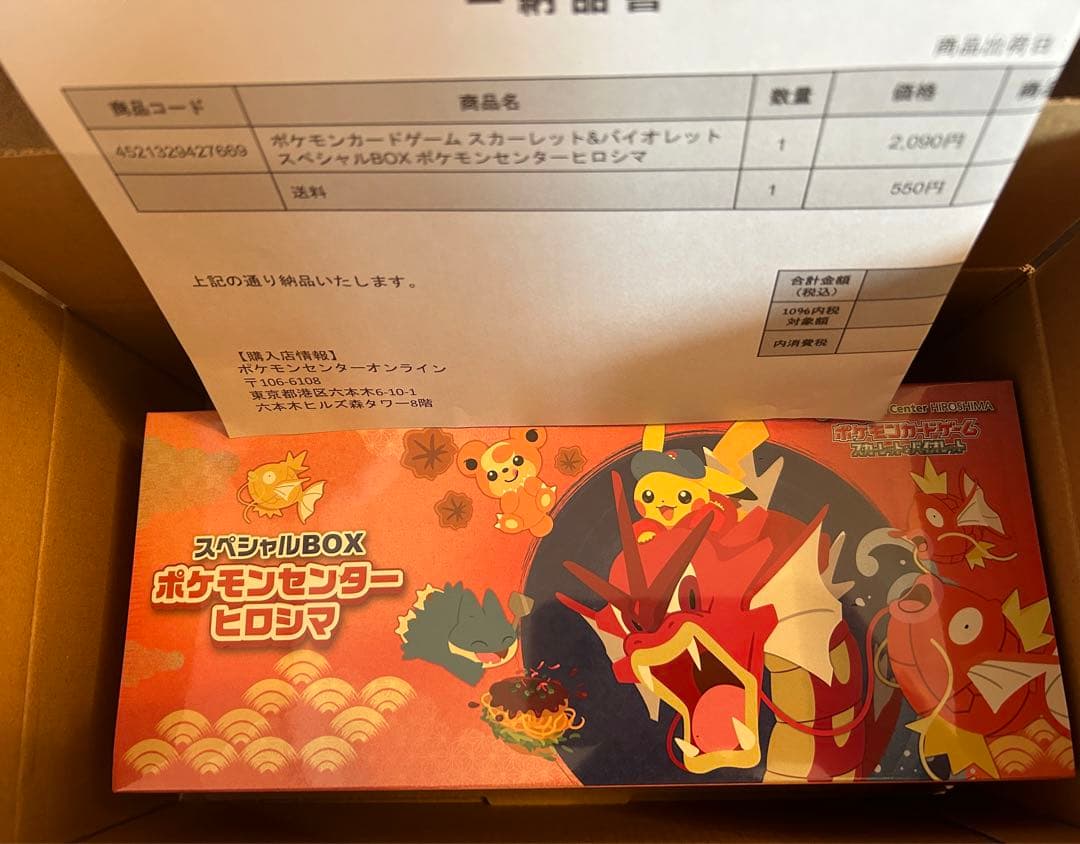 納品書
商品出荷日
商品コード 商品名 数量 価格 商品
4521329427669 ポケモンカードゲーム スカーレット&バイオレット 1 2,090円
スペシャルBOX ポケモンセンターヒロシマ
送料 1 550円
上記の通り納品いたします。
合計金額
(税込)
10%内税
対象額
内消費税
【購入店情報】
ポケモンセンターオンライン
〒106-6108
東京都港区六本木6-10-1
六本木ヒルズ森タワー8階
Center HIROSHIMA
ポケモンカードゲーム
スカーレット&バイオレット
スペシャルBOX
ポケモンセンター
ヒロシマ